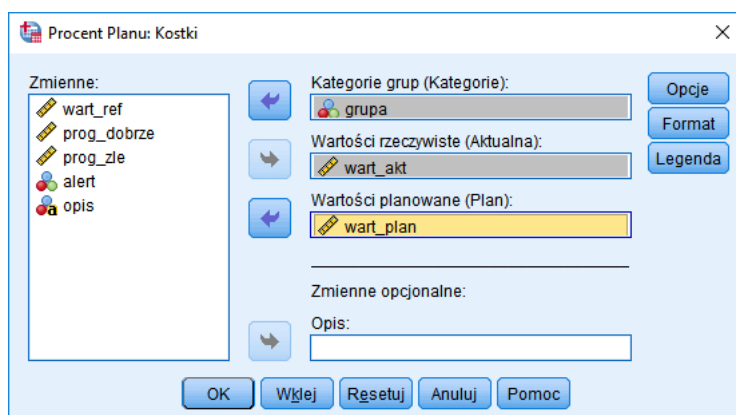 Procent Planu: Kostki
Zmienne:
wart_ref
prog_dobrze
prog_zle
alert
opis
Kategorie grup (Kategorie):
grupa
Wartości rzeczywiste (Aktualna):
wart_akt
Wartości planowane (Plan):
wart_plan
Zmienne opcjonalne:
Opis:
Opcje
Format
Legenda
OK
Wklej
Resetuj
Anuluj
Pomoc